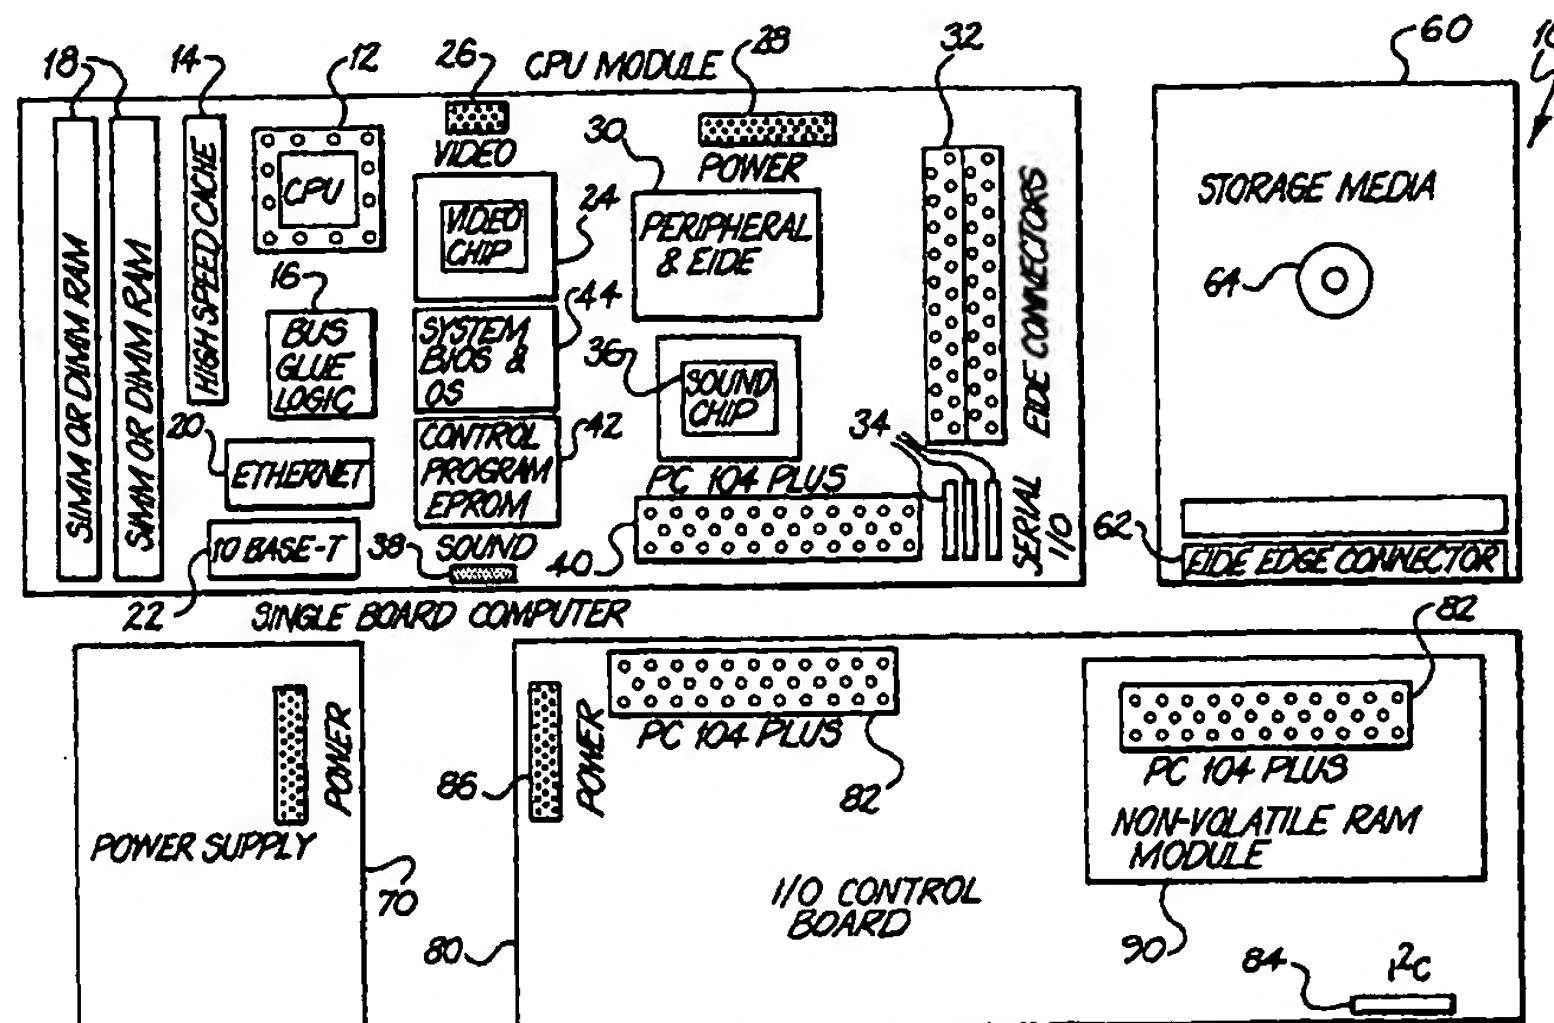 18
14
12
26
CPU MODULE
28
32
60
SIMM OR DIMM RAM
SIMM OR DIMM RAM
HIGH SPEED CACHE
CPU
VIDEO
30
POWER
VIDEO
CHIP
24
PERIPHERAL
& EIDE
EIDE CONNECTORS
STORAGE MEDIA
64
16
BUS
GLUE
LOGIC
SYSTEM
BIOS &
OS
44
36
SOUND
CHIP
20
ETHERNET
CONTROL
PROGRAM
EPROM
42
34
PC 104 PLUS
SERIAL
I/O
10 BASE-T
38
SOUND
40
62
EIDE EDGE CONNECTOR
22
SINGLE BOARD COMPUTER
82
POWER
POWER SUPPLY
70
86
POWER
PC 104 PLUS
82
PC 104 PLUS
NON-VOLATILE RAM
MODULE
I/O CONTROL
BOARD
80
90
84
I²C